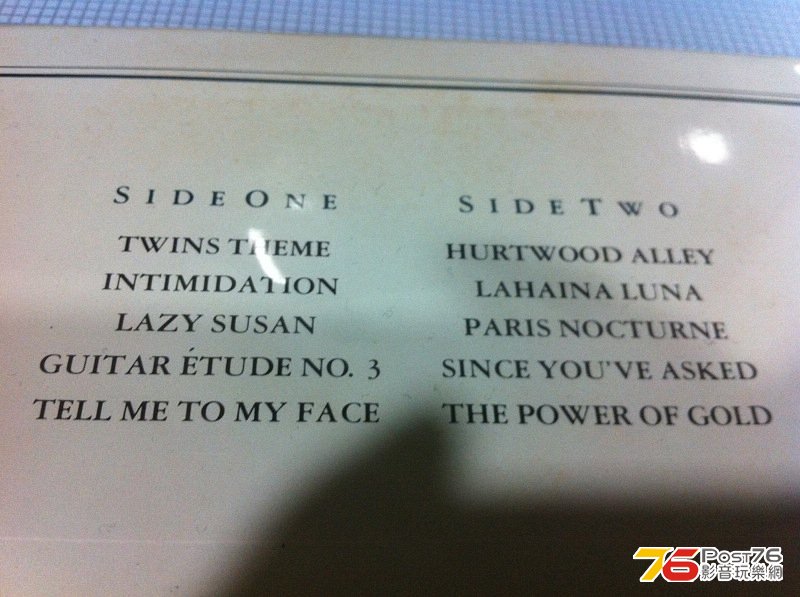 SIDE ONE
TWINS THEME
INTIMIDATION
LAZY SUSAN
GUITAR ÉTUDE NO. 3
TELL ME TO MY FACE
SIDE TWO
HURTWOOD ALLEY
LAHAINA LUNA
PARIS NOCTURNE
SINCE YOU'VE ASKED
THE POWER OF GOLD
76 POST76
影音玩樂網